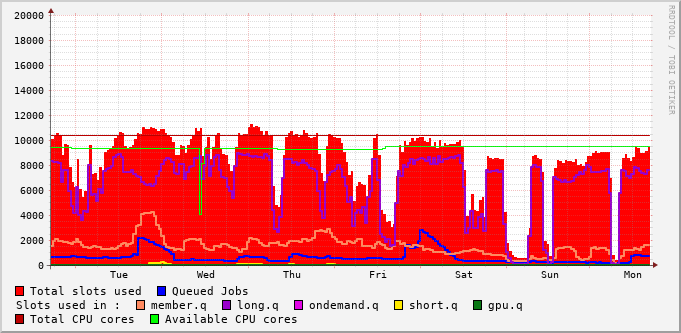 20000
18000
16000
14000
12000
10000
8000
6000
4000
2000
0
Tue Wed Thu Fri Sat Sun Mon
RRDTOOL / TOBI OETIKER
Total slots used Queued Jobs
Slots used in : member.q long.q ondemand.q short.q gpu.q
Total CPU cores Available CPU cores